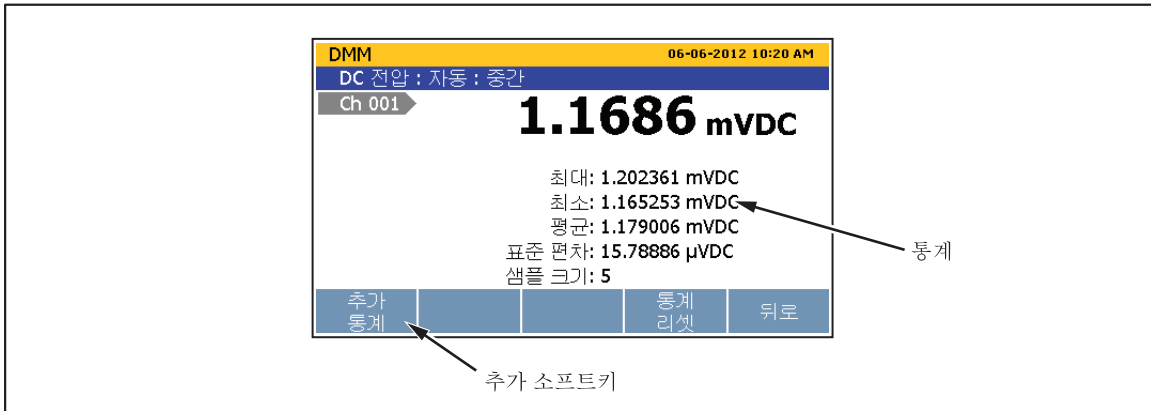 DMM 06-06-2012 10:20 AM
DC 전압 : 자동 : 중간
Ch 001
1.1686 mVDC
최대: 1.202361 mVDC
최소: 1.165253 mVDC
평균: 1.179006 mVDC
표준 편차: 15.78886 µVDC
샘플 크기: 5
통계
추가
통계
통계
리셋
뒤로
추가 소프트키